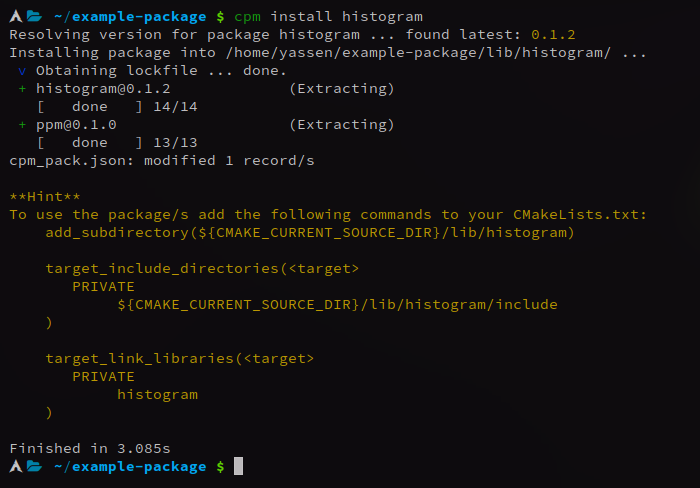 ~/example-package $ cpm install histogram
Resolving version for package histogram ... found latest: 0.1.2
Installing package into /home/yassen/example-package/lib/histogram/ ...
 v Obtaining lockfile ... done.
 + histogram@0.1.2             (Extracting)
   [   done   ] 14/14
 + ppm@0.1.0                   (Extracting)
   [   done   ] 13/13
cpm_pack.json: modified 1 record/s
**Hint**
To use the package/s add the following commands to your CMakeLists.txt:
    add_subdirectory(${CMAKE_CURRENT_SOURCE_DIR}/lib/histogram)
    target_include_directories(<target>
       PRIVATE
            ${CMAKE_CURRENT_SOURCE_DIR}/lib/histogram/include
    )
    target_link_libraries(<target>
       PRIVATE
            histogram
    )
Finished in 3.085s
~/example-package $